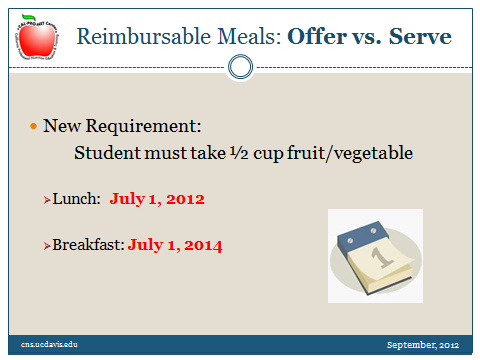 Reimbursable Meals: Offer vs. Serve
New Requirement:
Student must take ½ cup fruit/vegetable
Lunch: July 1, 2012
Breakfast: July 1, 2014
1
cns.ucdavis.edu
September, 2012